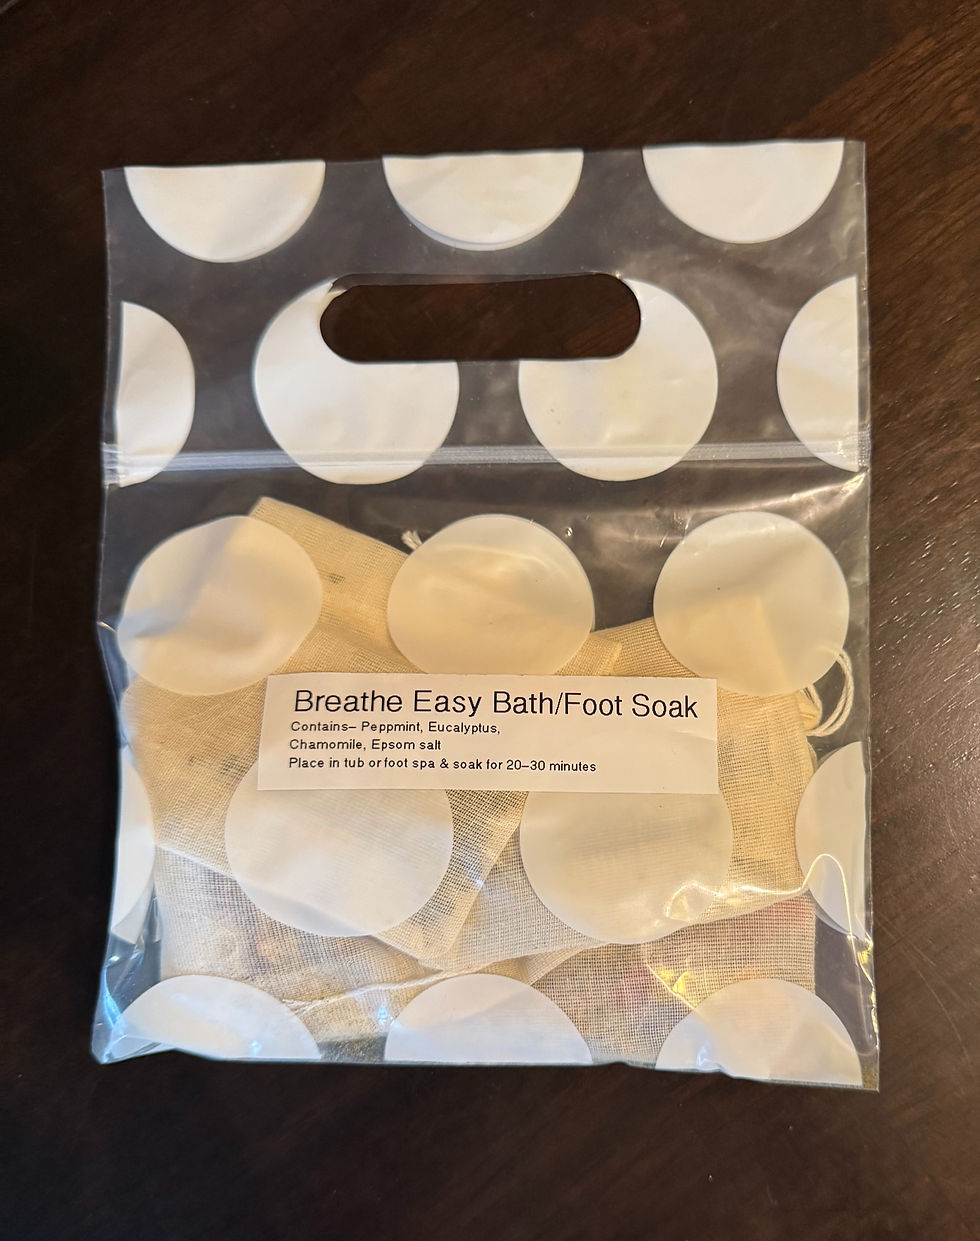 Breathe Easy Bath/Foot Soak
Contains– Peppmint, Eucalyptus,
Chamomile, Epsom salt
Place in tub or foot spa & soak for 20–30 minutes